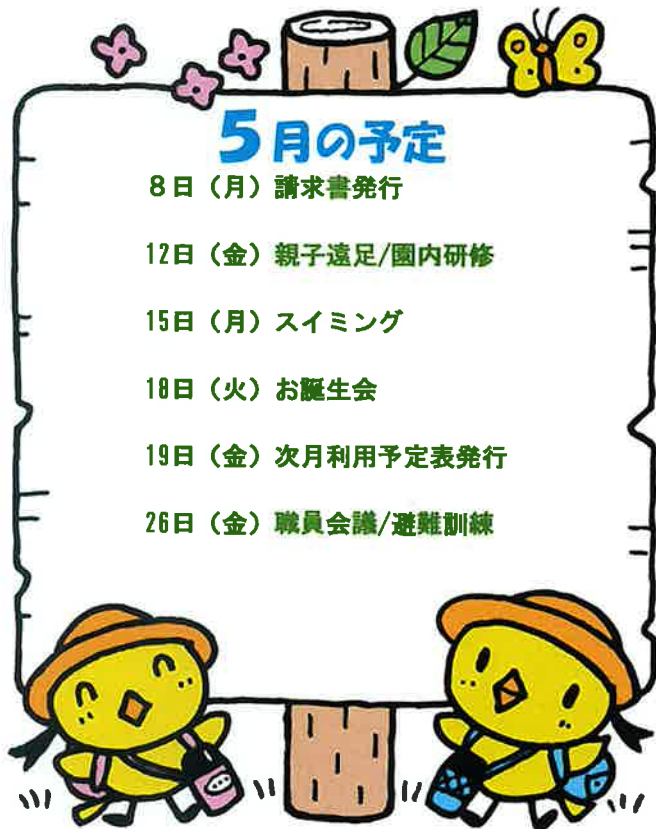 5月の予定
8日（月）請求書発行
12日（金）親子遠足/園内研修
15日（月）スイミング
18日（火）お誕生会
19日（金）次月利用予定表発行
26日（金）職員会議/避難訓練